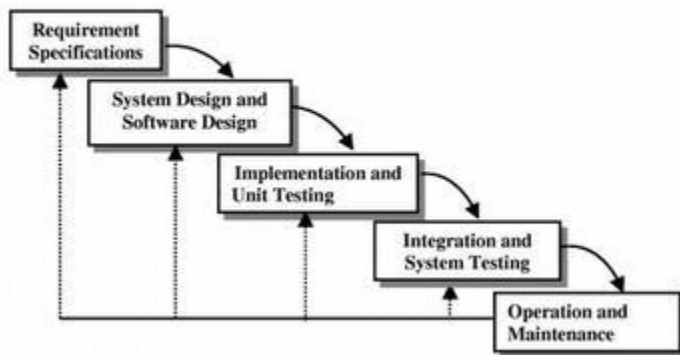 Requirement
Specifications
System Design and
Software Design
Implementation and
Unit Testing
Integration and
System Testing
Operation and
Maintenance